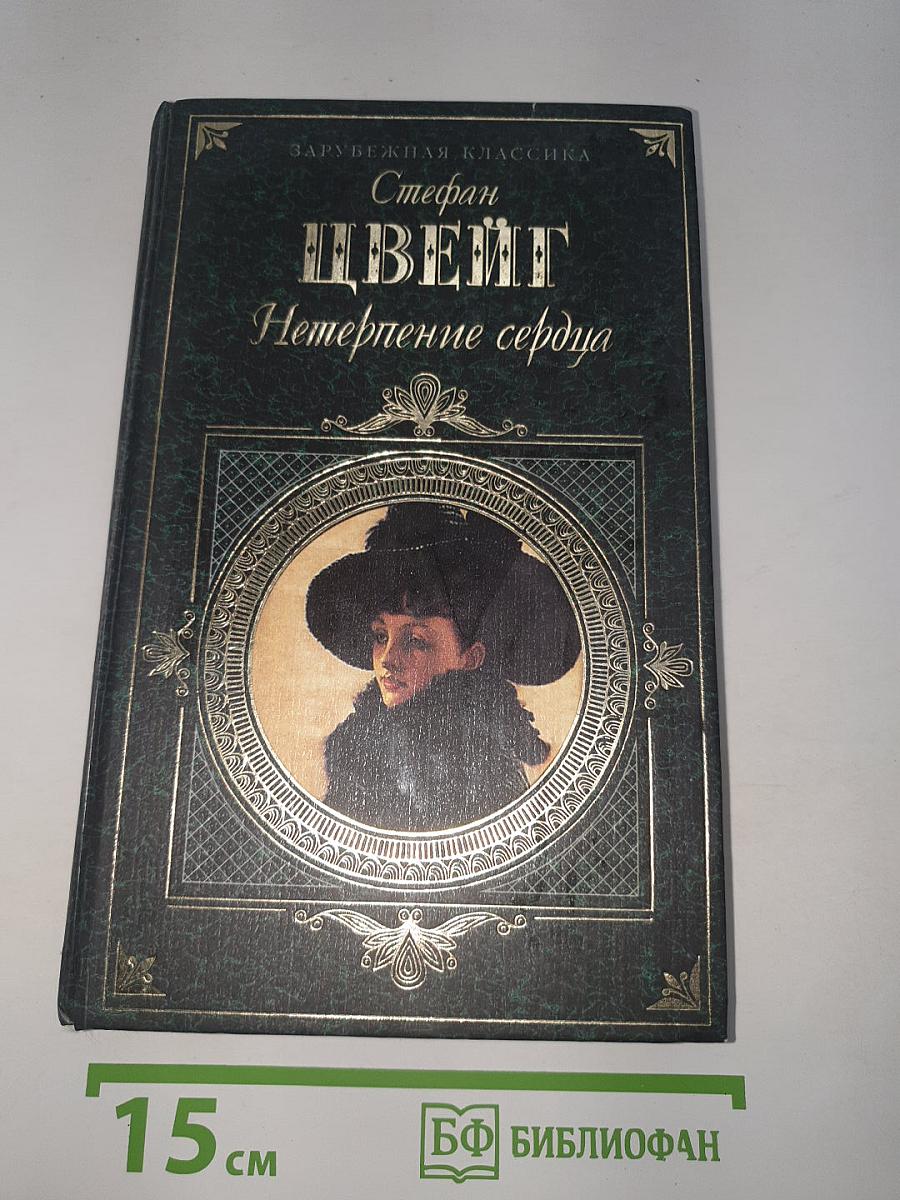 ЗАРУБЕЖНАЯ КЛАССИКА
Стефан
ЦВЕЙГ
Нетерпение сердца
15 см
БФ БИБЛИОФАН